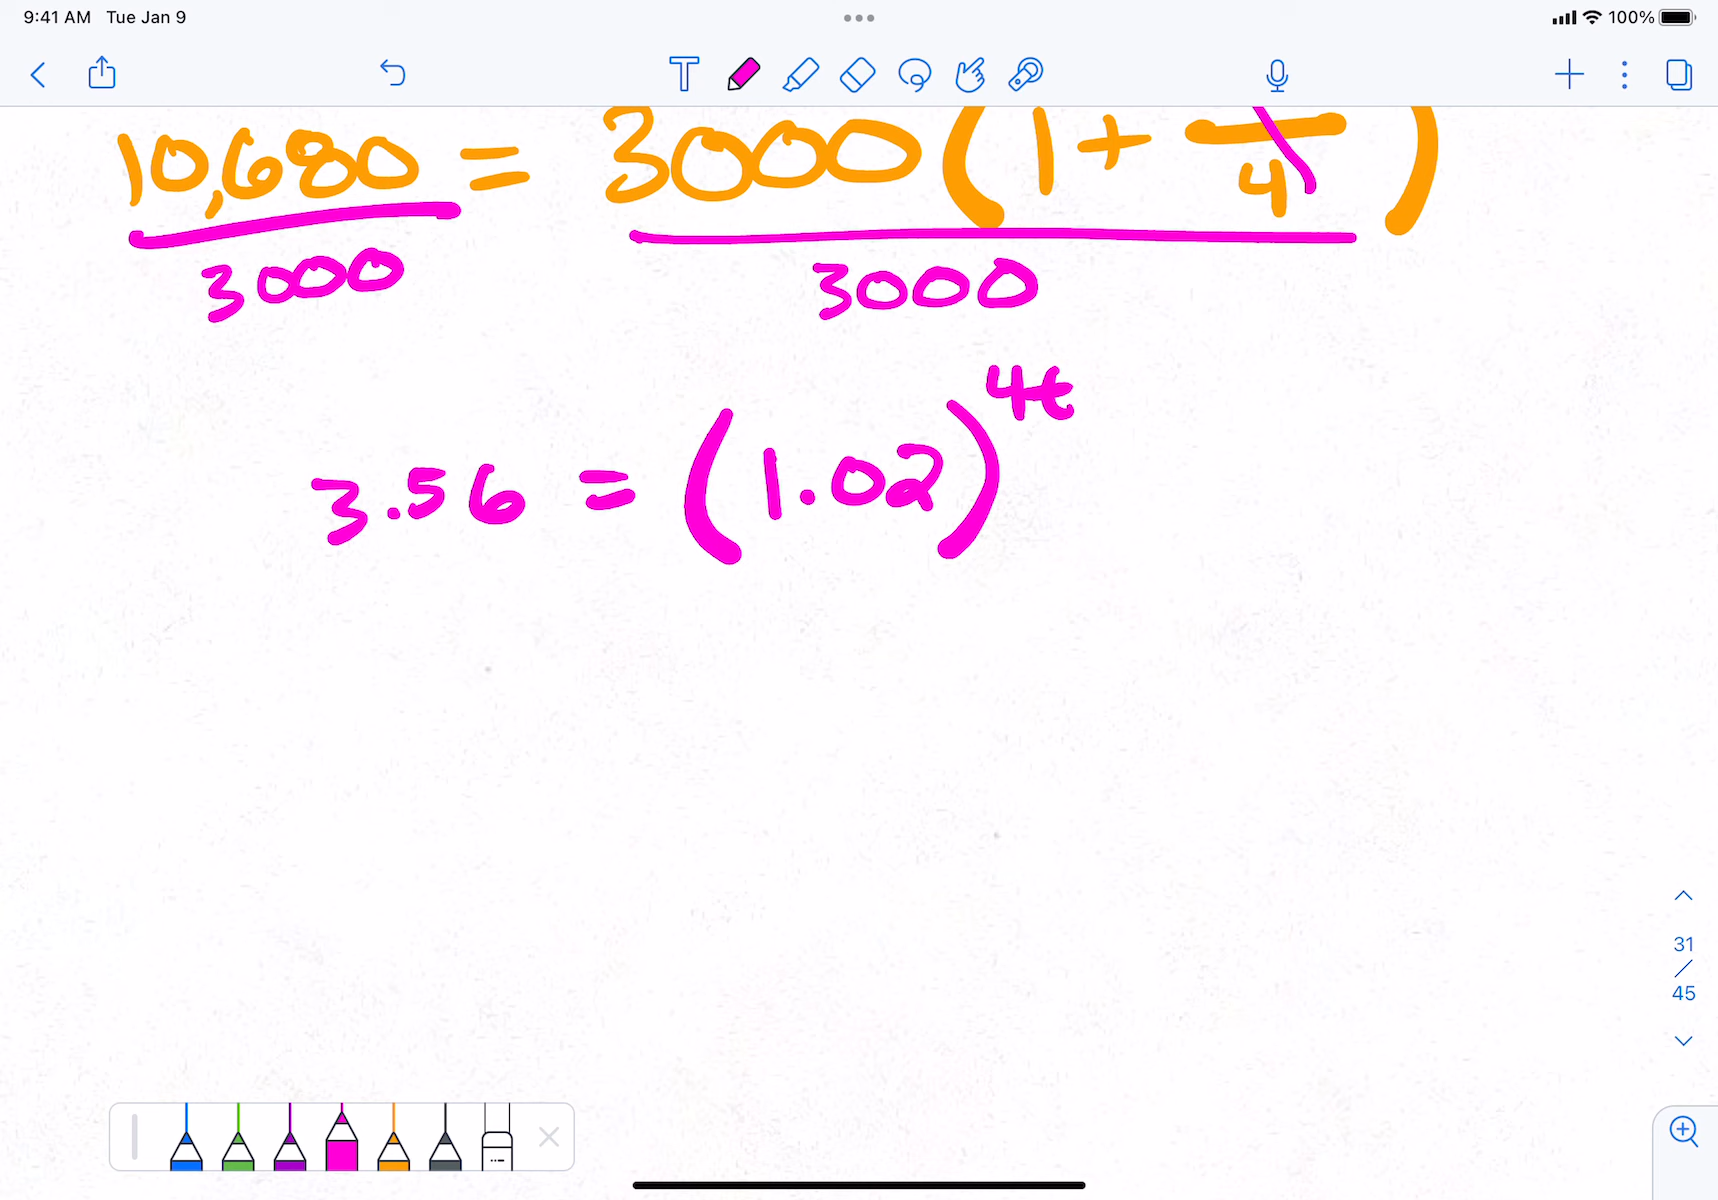 9:41 AM Tue Jan 9
100%
10,680 = 3000 ( 1 + 4 )
3000 3000
3.56 = (1.02)^4t
31
/
45